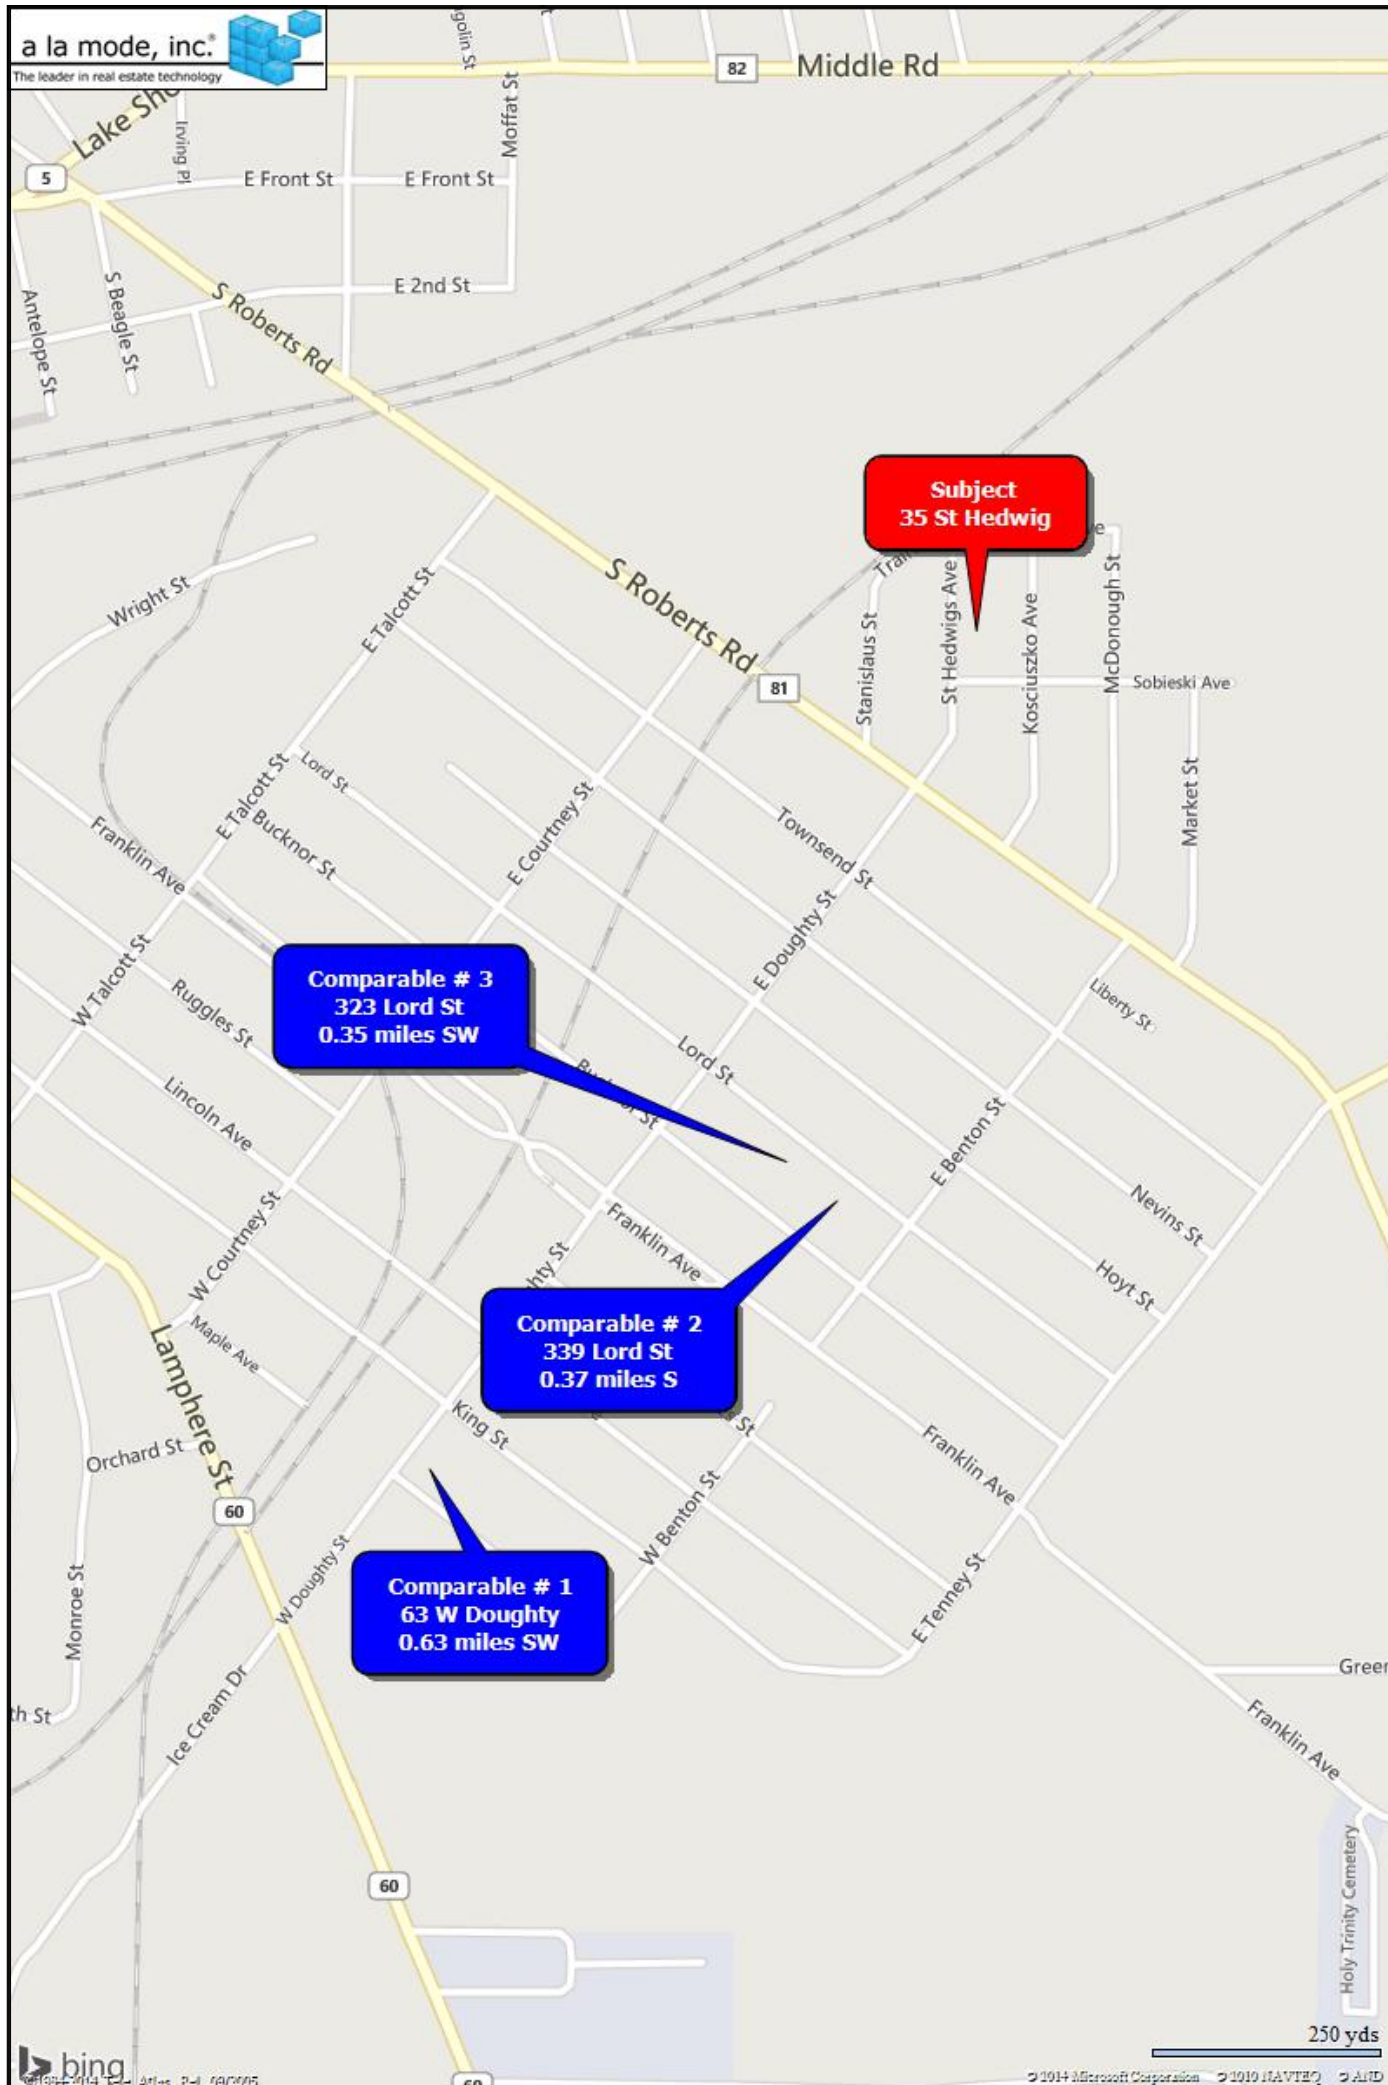 a la mode, inc.®
The leader in real estate technology
Moffat St
82
Middle Rd
Irving Pl
5
E Front St
E Front St
S Beagle St
Antelope St
E 2nd St
S Roberts Rd
Subject
35 St Hedwig
Wright St
E Talcott St
S Roberts Rd
81
Stanislaus St
St Hedwigs Ave
Kosciuszko Ave
McDonough St
Sobieski Ave
Market St
Lord St
E Talcott St
Bucknor St
Franklin Ave
E Courtney St
Townsend St
E Doughty St
W Talcott St
Ruggles St
Comparable # 3
323 Lord St
0.35 miles SW
Liberty St
Lord St
Lincoln Ave
E Benton St
Nevins St
W Courtney St
Franklin Ave
Hoyt St
Maple Ave
Comparable # 2
339 Lord St
0.37 miles S
Lamphere St
King St
Orchard St
Franklin Ave
60
W Benton St
W Doughty St
Monroe St
Comparable # 1
63 W Doughty
0.63 miles SW
E Tenney St
Green
th St
Ice Cream Dr
Franklin Ave
60
Holy Trinity Cemetery
250 yds
bing
60
© 2014 Microsoft Corporation © 2010 NAVTEQ © AND